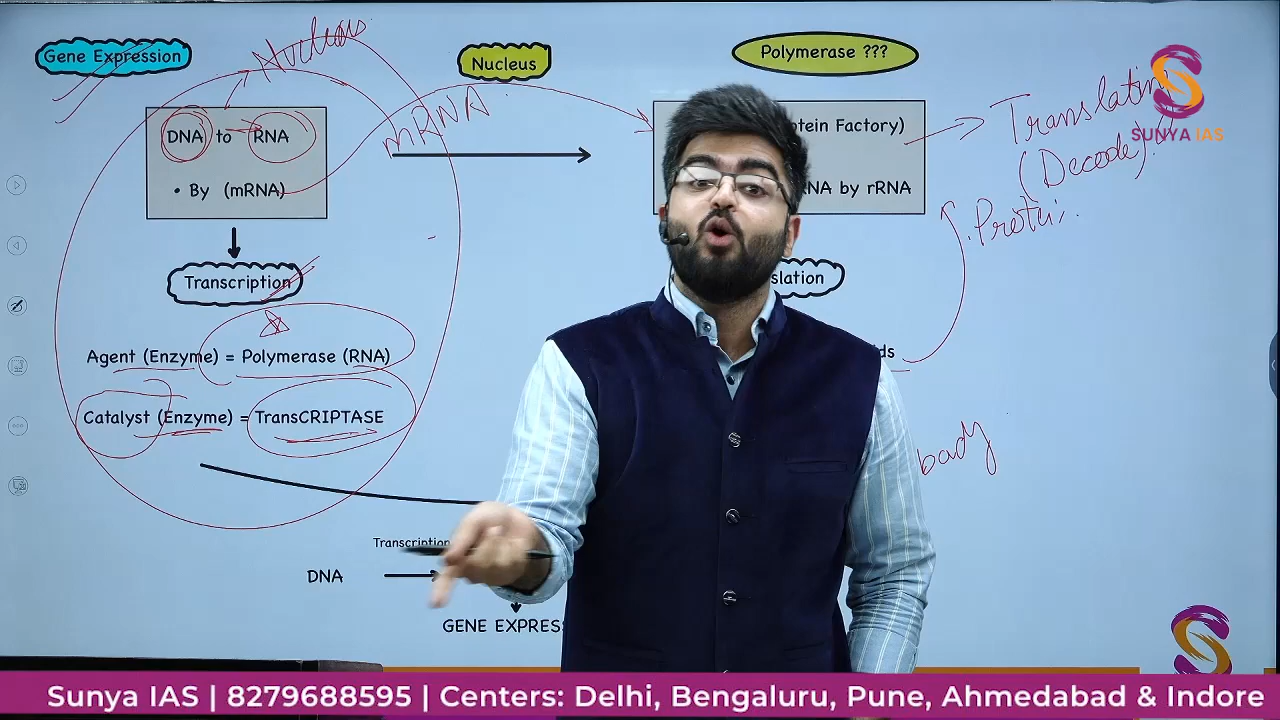 Gene Expression
Nucleus
Nucleus
Polymerase ???
DNA to RNA
• By (mRNA)
mRNA
otein Factory)
RNA by rRNA
Translation
(Decode)
Protein
SUNYA IAS
Transcription
slation
Agent (Enzyme) = Polymerase (RNA)
ds
Catalyst (Enzyme) = TransCRIPTASE
body
Transcription
DNA
GENE EXPRES
Sunya IAS | 8279688595 | Centers: Delhi, Bengaluru, Pune, Ahmedabad & Indore